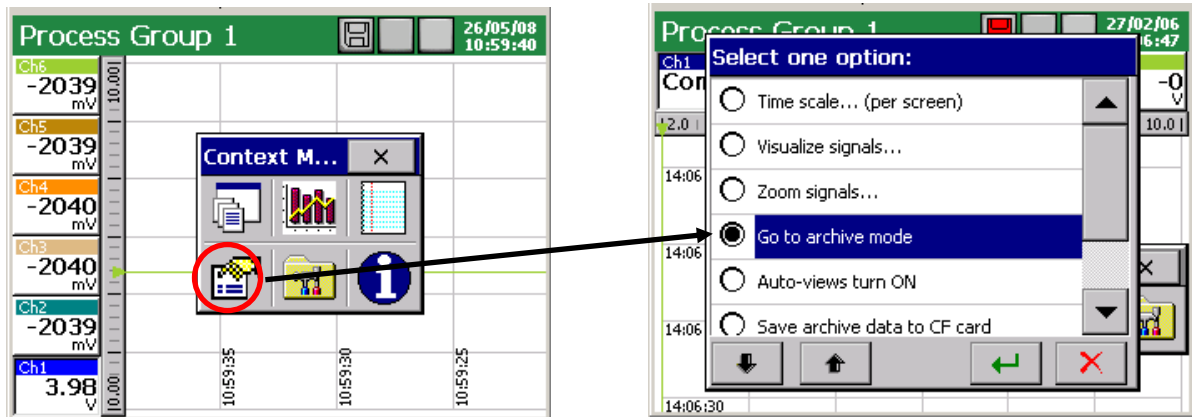 Process Group 1
26/05/08
10:59:40
Ch6
-2039
mV
Ch5
-2039
mV
Ch4
-2040
mV
Ch3
-2040
mV
Ch2
-2039
mV
Ch1
3.98
V
10.00
0.00
Context M...
10:59:35
10:59:30
10:59:25
27/02/06
6:47
Ch1
-0
V
2.0
10.0
Select one option:
Time scale... (per screen)
Visualize signals...
Zoom signals...
Go to archive mode
Auto-views turn ON
Save archive data to CF card
14:06
14:06
14:06
14:06:30